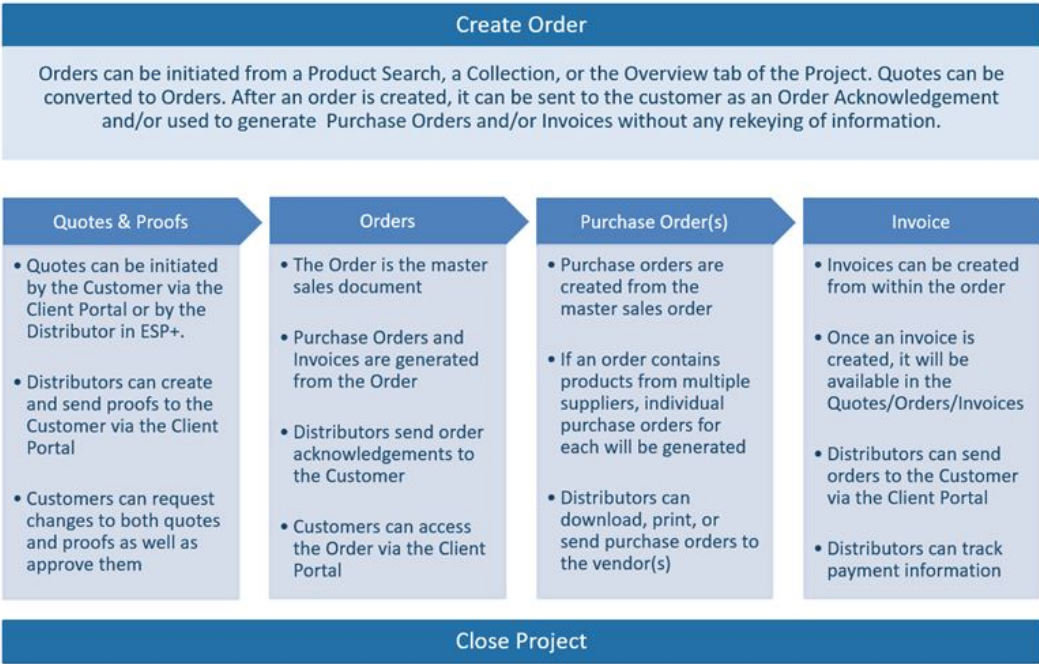 Create Order
Orders can be initiated from a Product Search, a Collection, or the Overview tab of the Project. Quotes can be
converted to Orders. After an order is created, it can be sent to the customer as an Order Acknowledgement
and/or used to generate Purchase Orders and/or Invoices without any rekeying of information.
Quotes & Proofs
• Quotes can be initiated
by the Customer via the
Client Portal or by the
Distributor in ESP+.
• Distributors can create
and send proofs to the
Customer via the Client
Portal
• Customers can request
changes to both quotes
and proofs as well as
approve them
Orders
• The Order is the master
sales document
• Purchase Orders and
Invoices are generated
from the Order
• Distributors send order
acknowledgements to
the Customer
• Customers can access
the Order via the Client
Portal
Purchase Order(s)
• Purchase orders are
created from the
master sales order
• If an order contains
products from multiple
suppliers, individual
purchase orders for
each will be generated
• Distributors can
download, print, or
send purchase orders to
the vendor(s)
Invoice
• Invoices can be created
from within the order
• Once an invoice is
created, it will be
available in the
Quotes/Orders/Invoices
• Distributors can send
orders to the Customer
via the Client Portal
• Distributors can track
payment information
Close Project